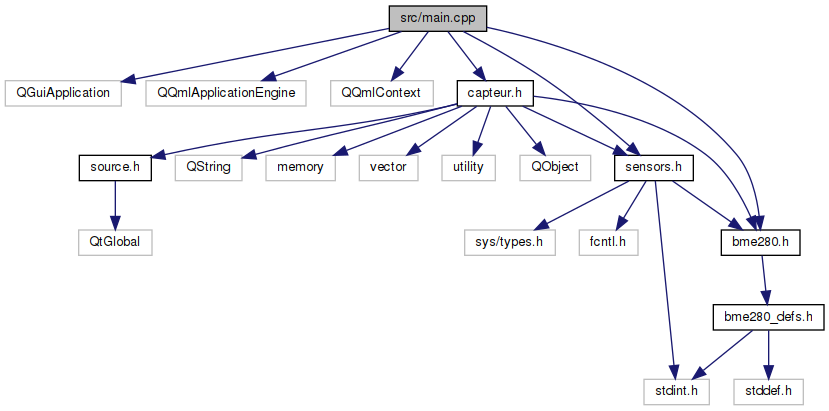 src/main.cpp
QGuiApplication
QQmlApplicationEngine
QQmlContext
capteur.h
source.h
QString
memory
vector
utility
QObject
sensors.h
QtGlobal
sys/types.h
fcntl.h
bme280.h
bme280_defs.h
stdint.h
stddef.h